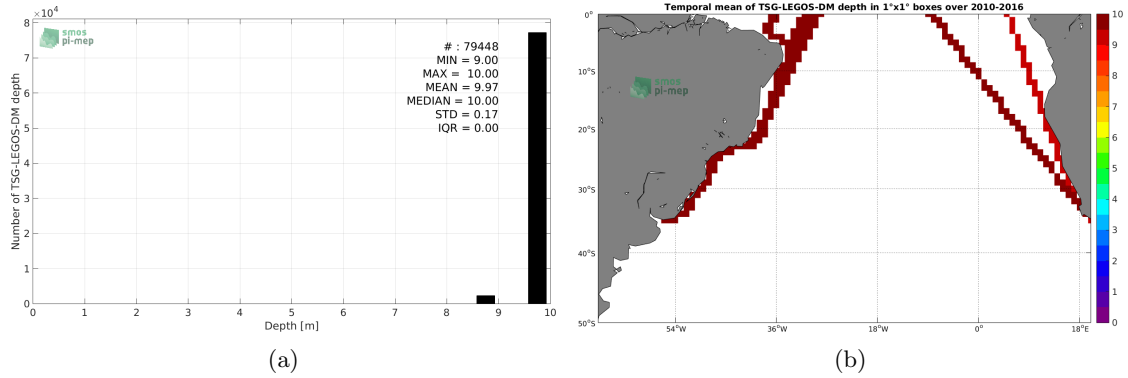 ×10⁴
smos
pi-mep
# : 79448
MIN = 9.00
MAX = 10.00
MEAN = 9.97
MEDIAN = 10.00
STD = 0.17
IQR = 0.00
8
7
6
5
4
3
2
1
0
Number of TSG-LEGOS-DM depth
0 1 2 3 4 5 6 7 8 9 10
Depth [m]
(a)
Temporal mean of TSG-LEGOS-DM depth in 1°x1° boxes over 2010-2016
smos
pi-mep
0°
10°S
20°S
30°S
40°S
50°S
54°W 36°W 18°W 0° 18°E
10
9
8
7
6
5
4
3
2
1
0
(b)